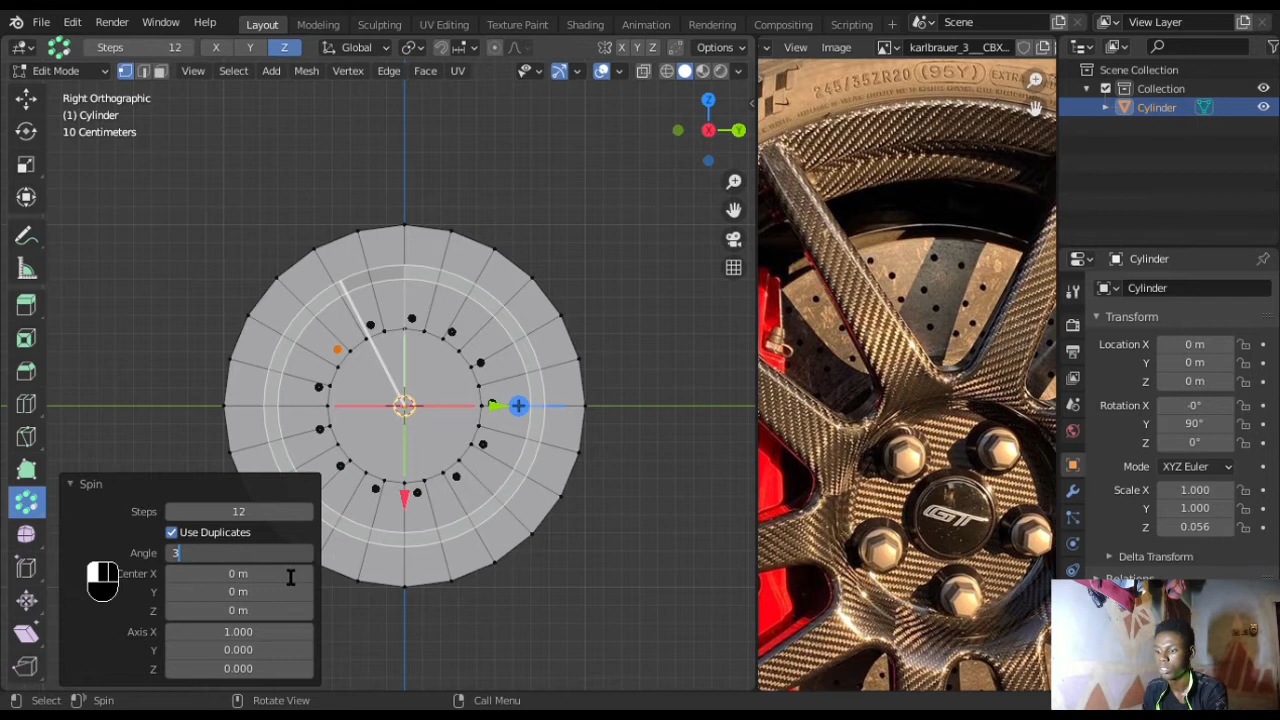 File Edit Render Window Help Layout Modeling Sculpting UV Editing Texture Paint Shading Animation Rendering Compositing Scripting + Scene View Layer
Steps 12 X Y Z Global X Y Z Options View Image karlbrauer_3___CBX...
Edit Mode View Select Add Mesh Vertex Edge Face UV
Scene Collection
Collection
Cylinder
Right Orthographic
(1) Cylinder
10 Centimeters
Z
X
Y
245/35ZR20 (95Y) EXTRA
GT
Spin
Steps 12
Use Duplicates
Angle 3
Center X 0 m
Y 0 m
Z 0 m
Axis X 1.000
Y 0.000
Z 0.000
Cylinder
Cylinder
Transform
Location X 0 m
Y 0 m
Z 0 m
Rotation X -0°
Y 90°
Z 0°
Mode XYZ Euler
Scale X 1.000
Y 1.000
Z 0.056
Delta Transform
Relations
Select Spin Rotate View Call Menu